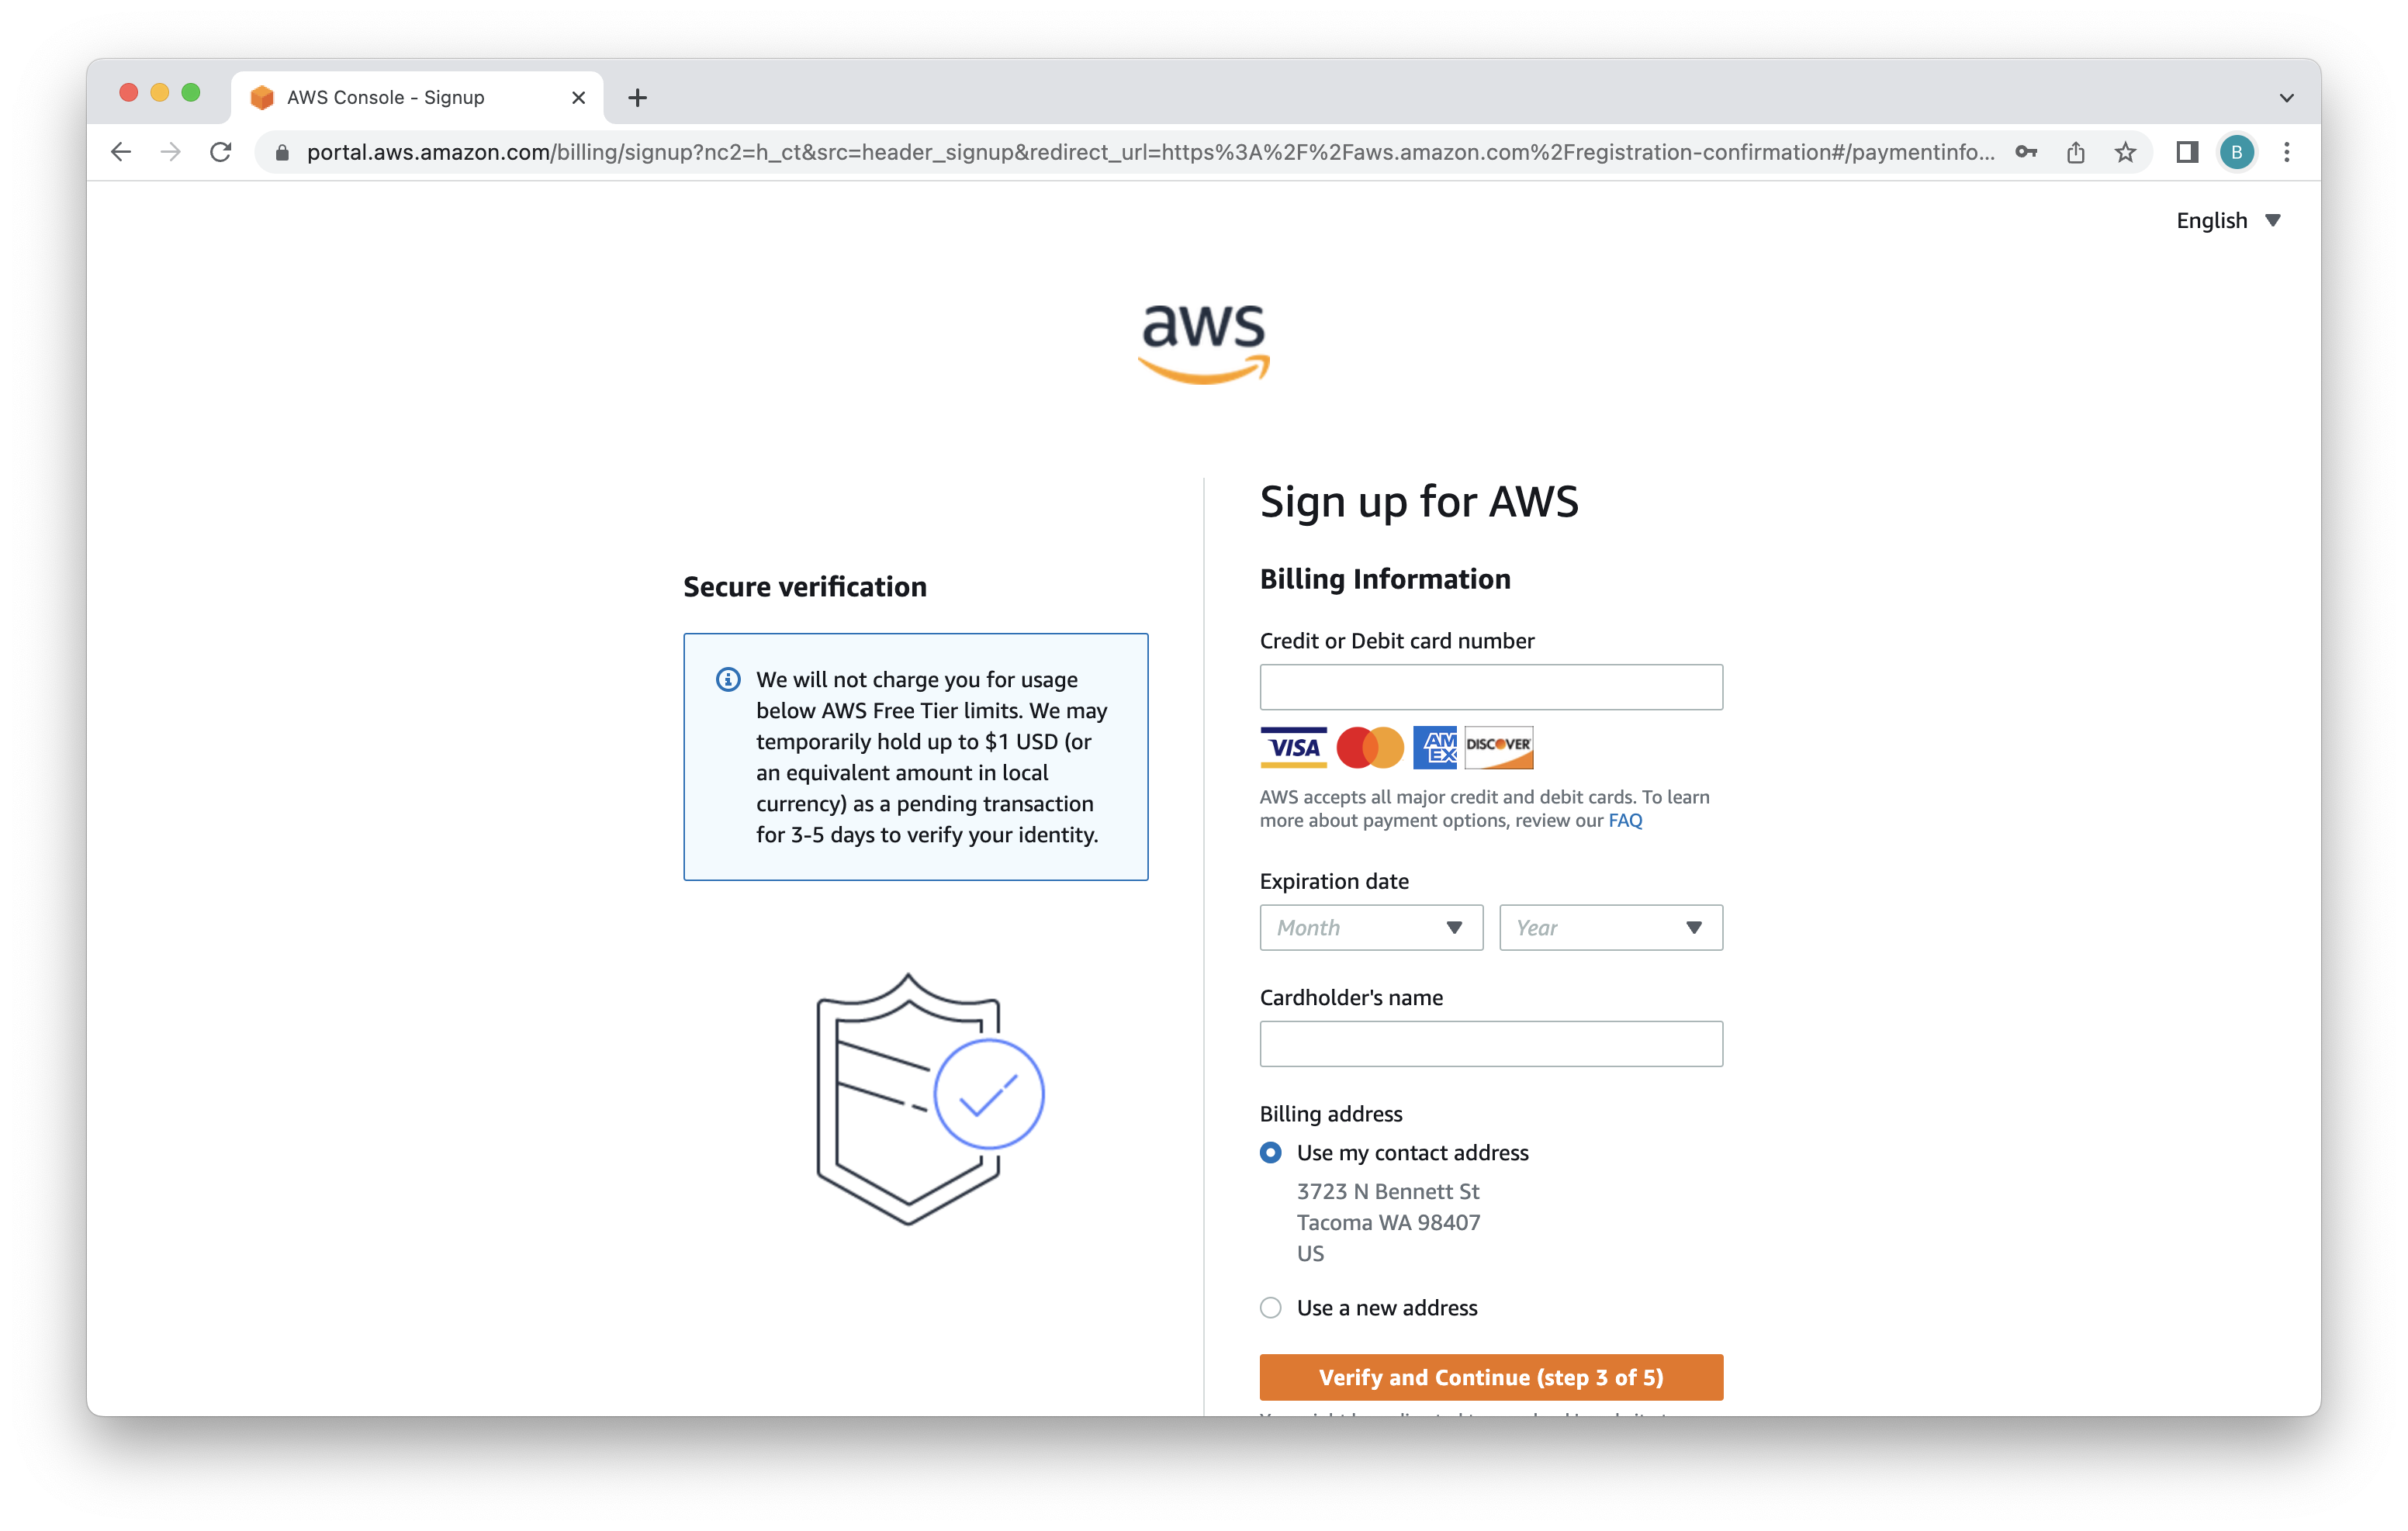 AWS Console - Signup
portal.aws.amazon.com/billing/signup?nc2=h_ct&src=header_signup&redirect_url=https%3A%2F%2Faws.amazon.com%2Fregistration-confirmation#/paymentinfo...
B
English
aws
Sign up for AWS
Secure verification
We will not charge you for usage
below AWS Free Tier limits. We may
temporarily hold up to $1 USD (or
an equivalent amount in local
currency) as a pending transaction
for 3-5 days to verify your identity.
Billing Information
Credit or Debit card number
VISA
AM
EX
DISCOVER
AWS accepts all major credit and debit cards. To learn
more about payment options, review our FAQ
Expiration date
Month
Year
Cardholder's name
Billing address
Use my contact address
3723 N Bennett St
Tacoma WA 98407
US
Use a new address
Verify and Continue (step 3 of 5)